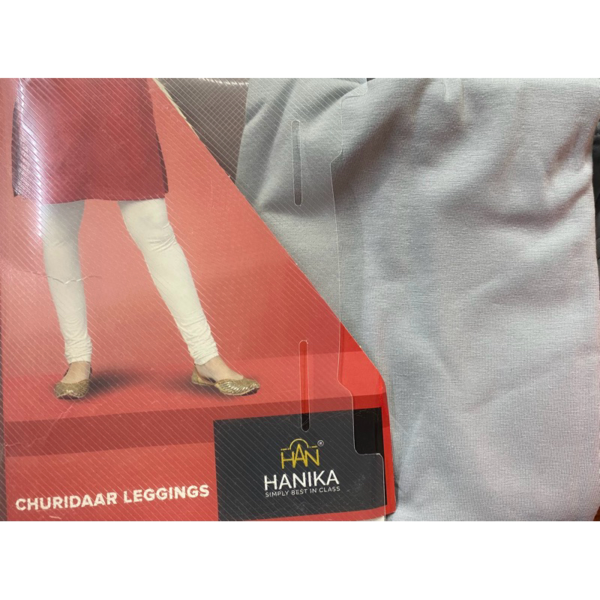 HAN ®
HANIKA
SIMPLY BEST IN CLASS
CHURIDAAR LEGGINGS